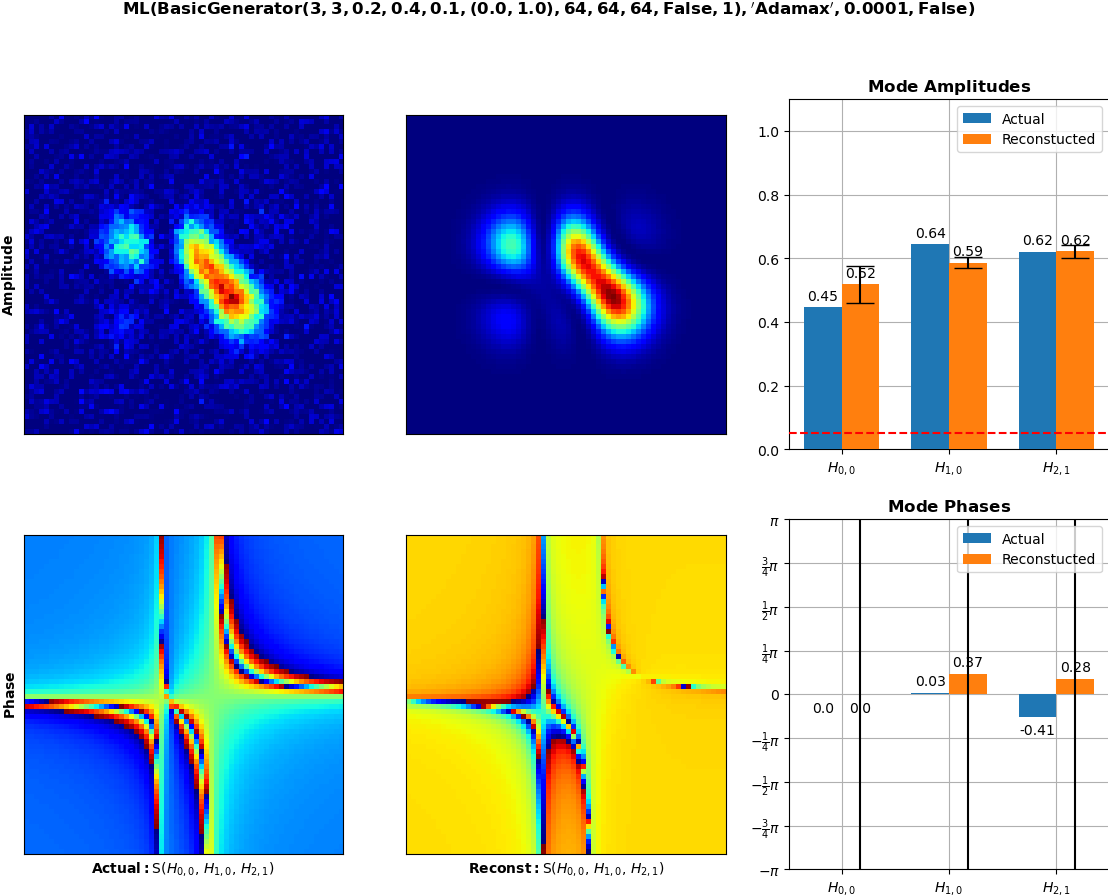 ML(BasicGenerator(3, 3, 0.2, 0.4, 0.1, (0.0, 1.0), 64, 64, 64, False, 1), ′Adamax′, 0.0001, False)
Amplitude
Mode Amplitudes
Actual
Reconstucted
1.0
0.8
0.6
0.4
0.2
0.0
0.45
0.52
0.64
0.59
0.62
0.62
H0,0
H1,0
H2,1
Phase
Actual: S(H0,0, H1,0, H2,1)
Reconst: S(H0,0, H1,0, H2,1)
Mode Phases
Actual
Reconstucted
π
3/4π
1/2π
1/4π
0
−1/4π
−1/2π
−3/4π
−π
0.0
0.0
0.03
0.37
-0.41
0.28
H0,0
H1,0
H2,1